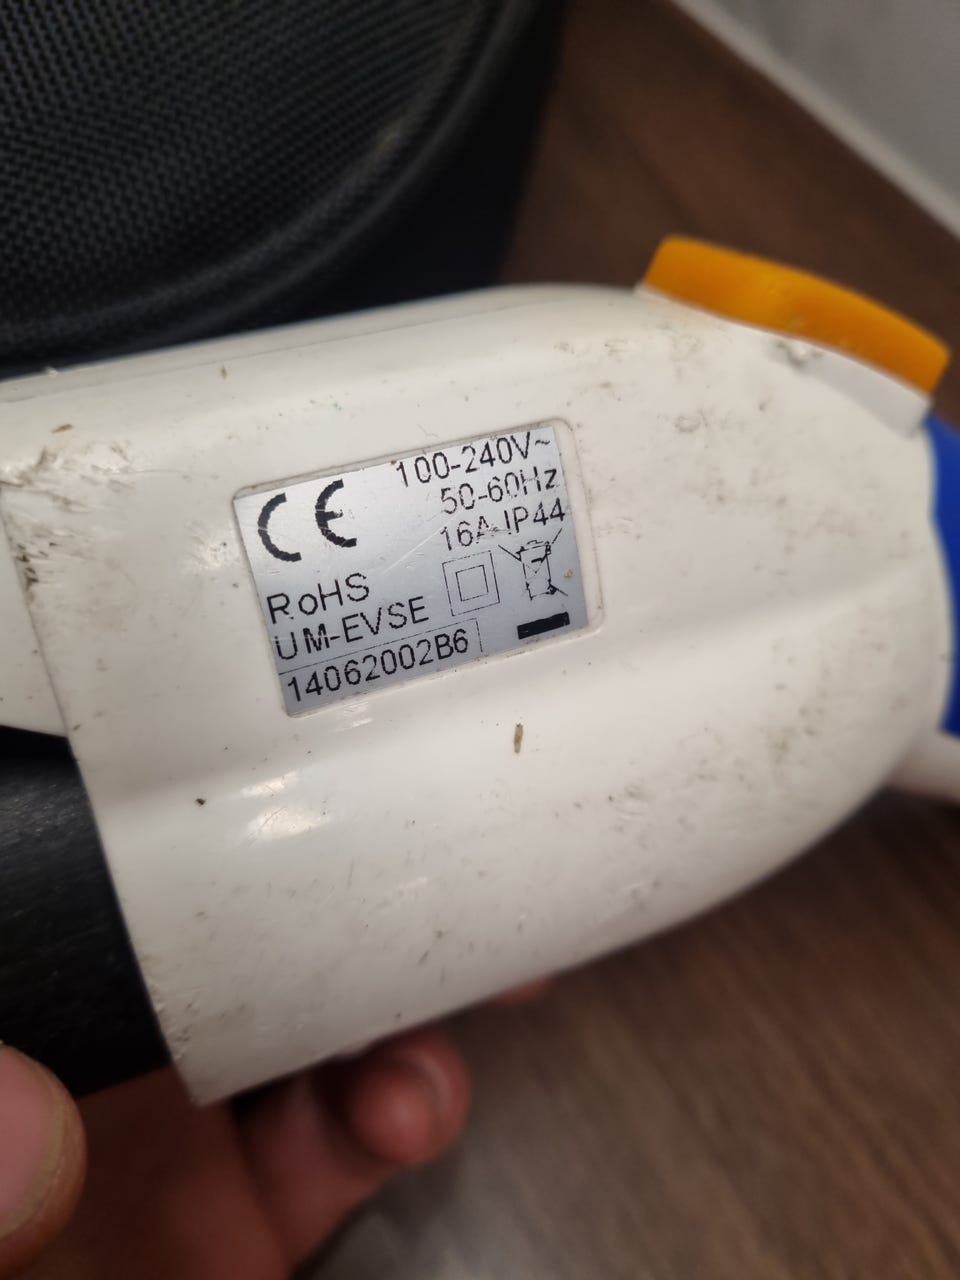 CE
100-240V~
50-60Hz
16A IP44
RoHS
UM-EVSE
14062002B6